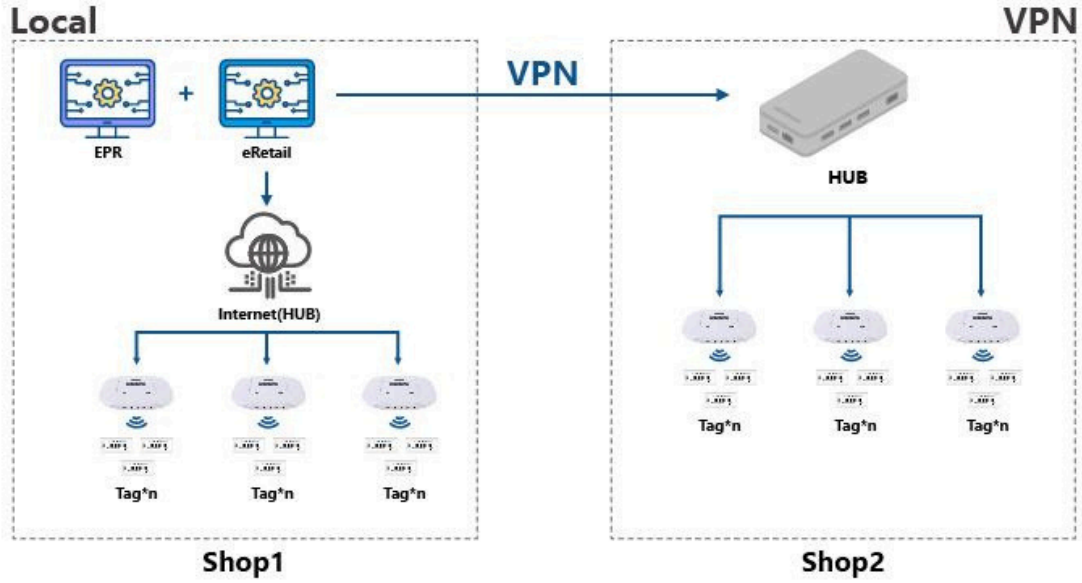 Local
VPN
VPN
EPR
+
eRetail
HUB
Internet(HUB)
Tag*n
Tag*n
Tag*n
Tag*n
Tag*n
Tag*n
Shop1
Shop2